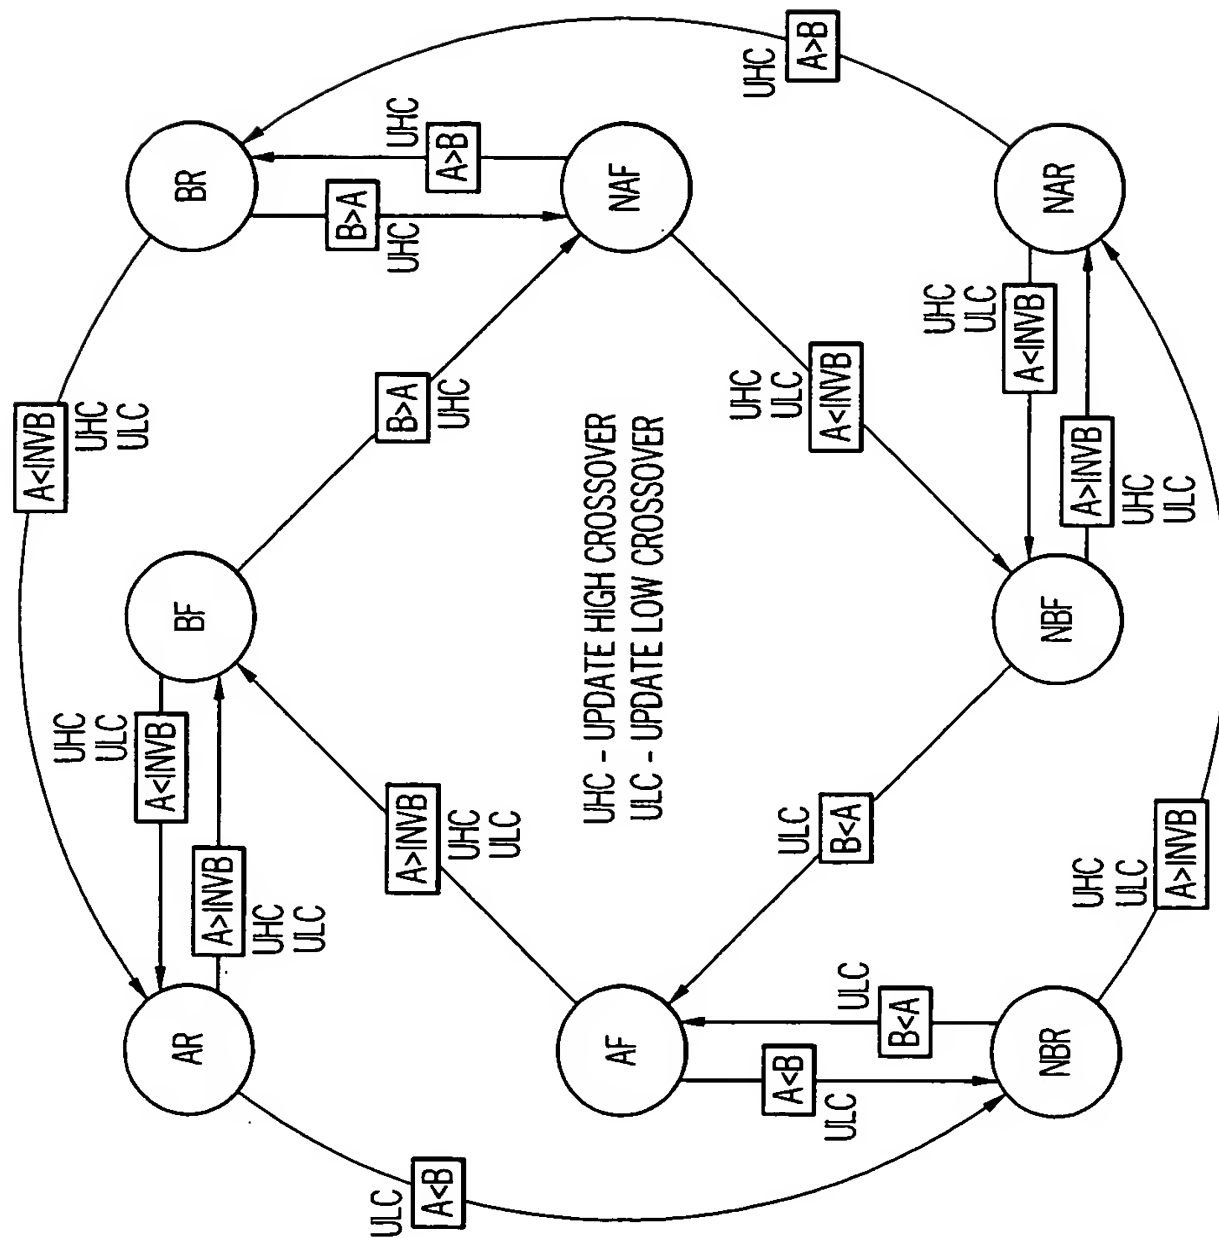 A<INVB
UHC
ULC
UHC
ULC
A<INVB
AR
BF
BR
A>INVB
UHC
ULC
B>A
UHC
UHC
A>B
ULC
A<B
A>INVB
UHC
ULC
B>A
UHC
UHC - UPDATE HIGH CROSSOVER
ULC - UPDATE LOW CROSSOVER
AF
NAF
UHC
A>B
UHC
ULC
A<INVB
A<B
ULC
ULC
B<A
ULC
B<A
UHC
ULC
A<INVB
NBR
NBF
NAR
A>INVB
UHC
ULC
UHC
ULC
A>INVB